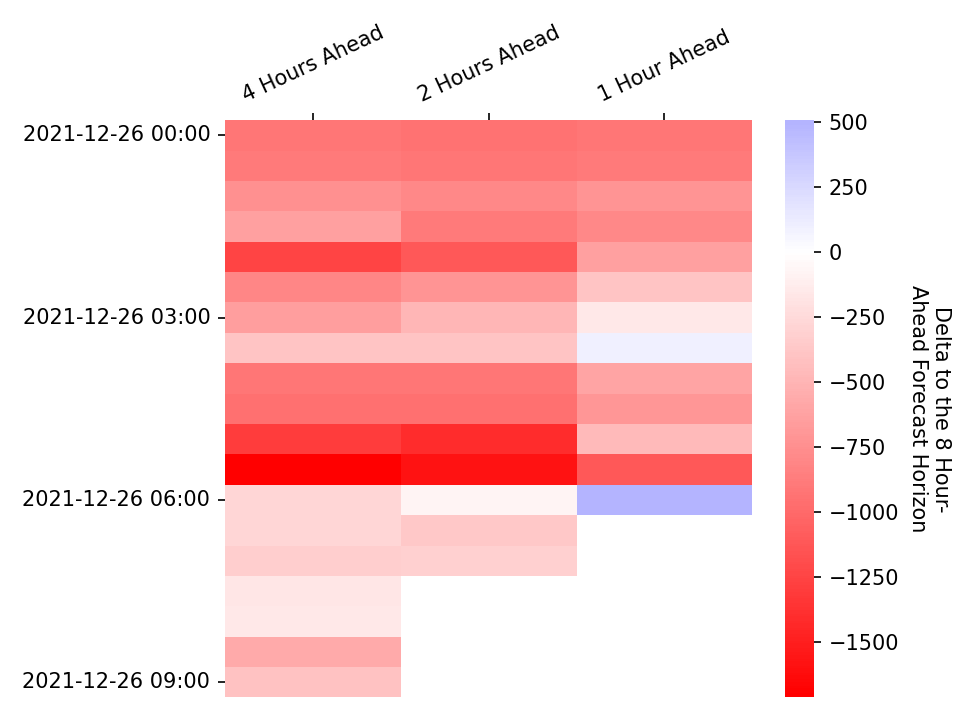 4 Hours Ahead
2 Hours Ahead
1 Hour Ahead
2021-12-26 00:00
2021-12-26 03:00
2021-12-26 06:00
2021-12-26 09:00
500
250
0
−250
−500
−750
−1000
−1250
−1500
Delta to the 8 Hour-
Ahead Forecast Horizon